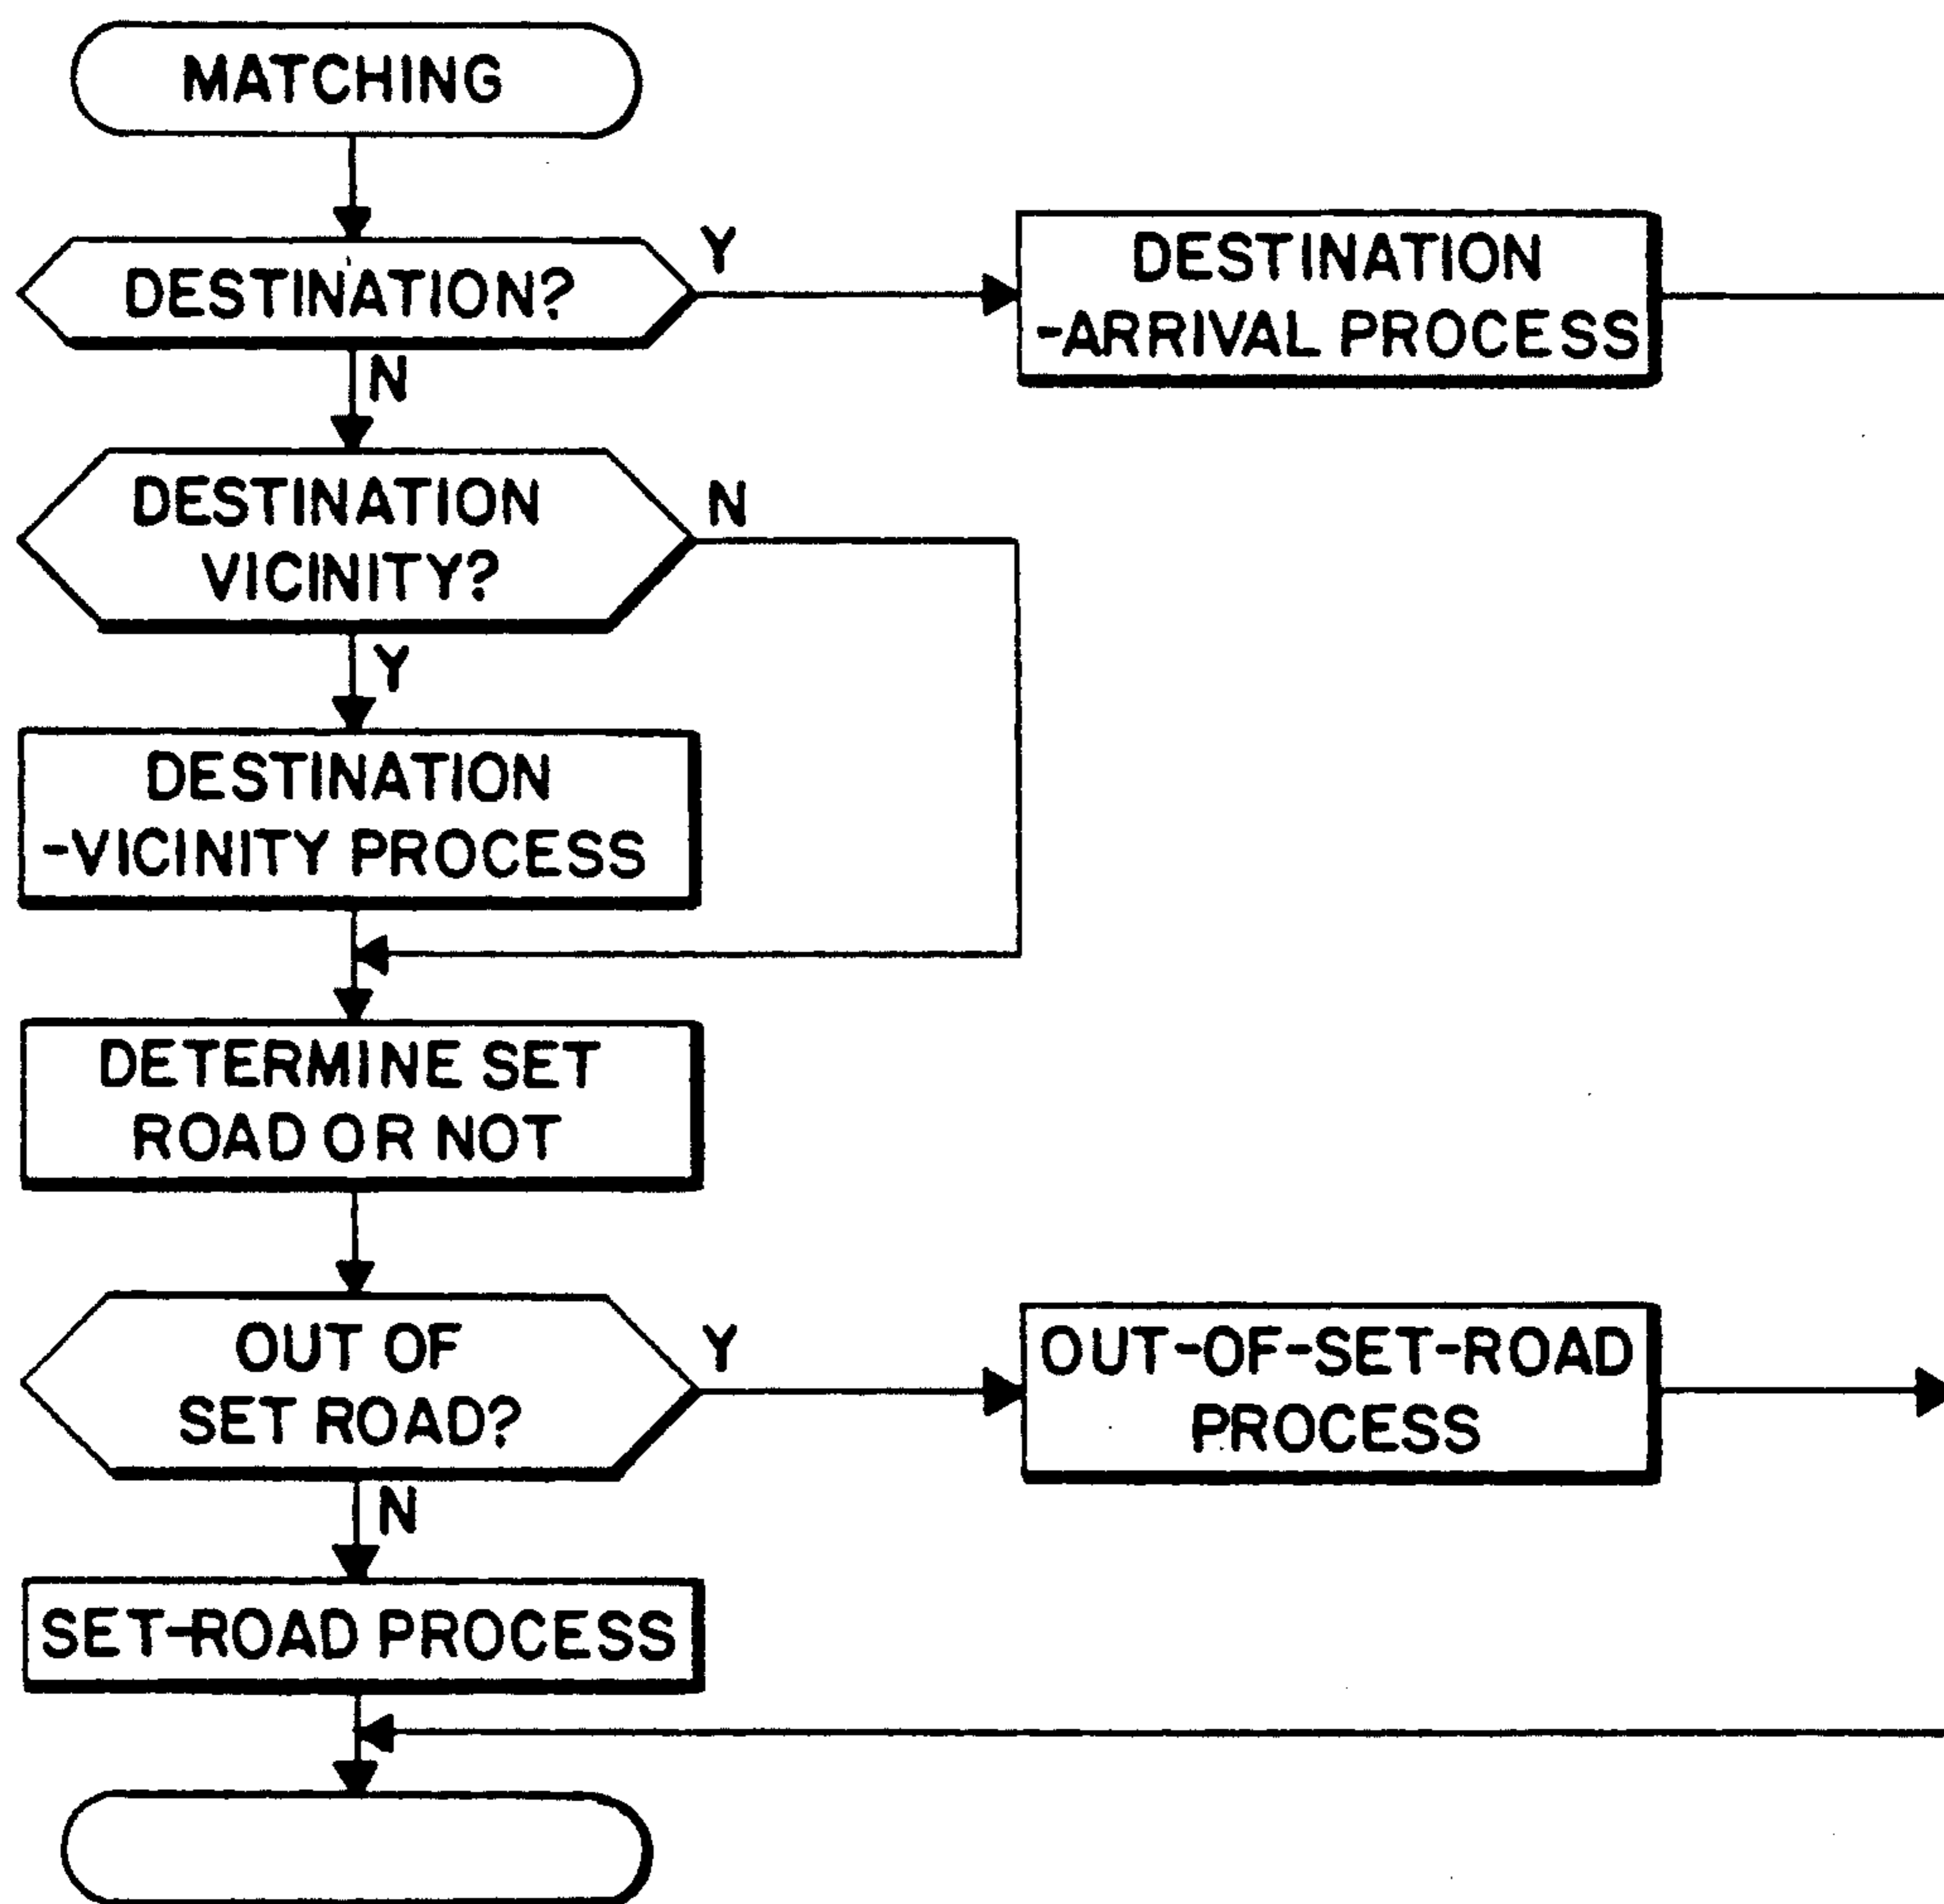 MATCHING
DESTINATION?
Y
DESTINATION
-ARRIVAL PROCESS
N
DESTINATION
VICINITY?
N
Y
DESTINATION
-VICINITY PROCESS
DETERMINE SET
ROAD OR NOT
OUT OF
SET ROAD?
Y
OUT-OF-SET-ROAD
PROCESS
N
SET-ROAD PROCESS